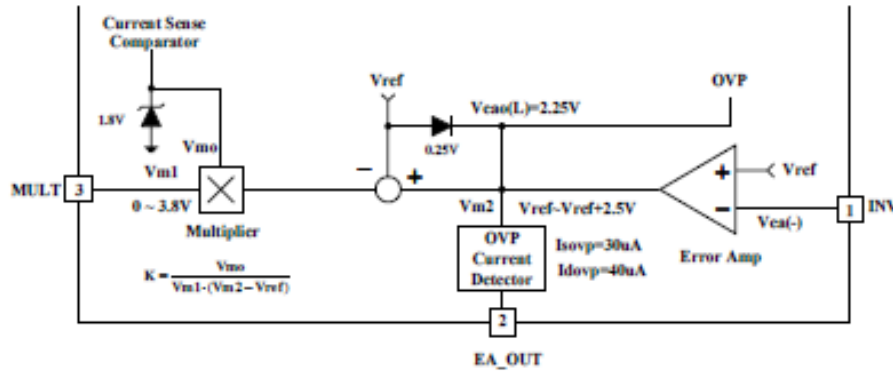 Current Sense
Comparator
Vref
OVP
Veao(L)=2.25V
1.8V
0.25V
Vmo
− +
+ Vref
Vm1
MULT 3
0 ~ 3.8V
Vm2
Vref~Vref+2.5V
−
Vea(-)
1 INV
Multiplier
OVP
Current
Detector
Isovp=30uA
Idovp=40uA
Error Amp
K = Vmo
Vm1-(Vm2-Vref)
2
EA_OUT